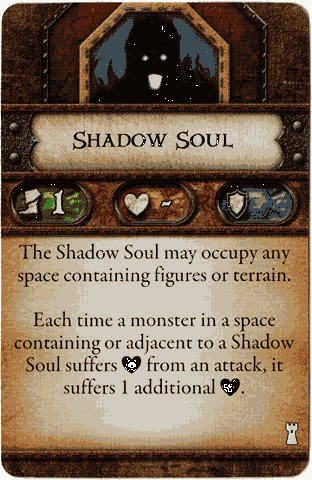 SHADOW SOUL
1 -
The Shadow Soul may occupy any
space containing figures or terrain.
Each time a monster in a space
containing or adjacent to a Shadow
Soul suffers from an attack, it
suffers 1 additional .